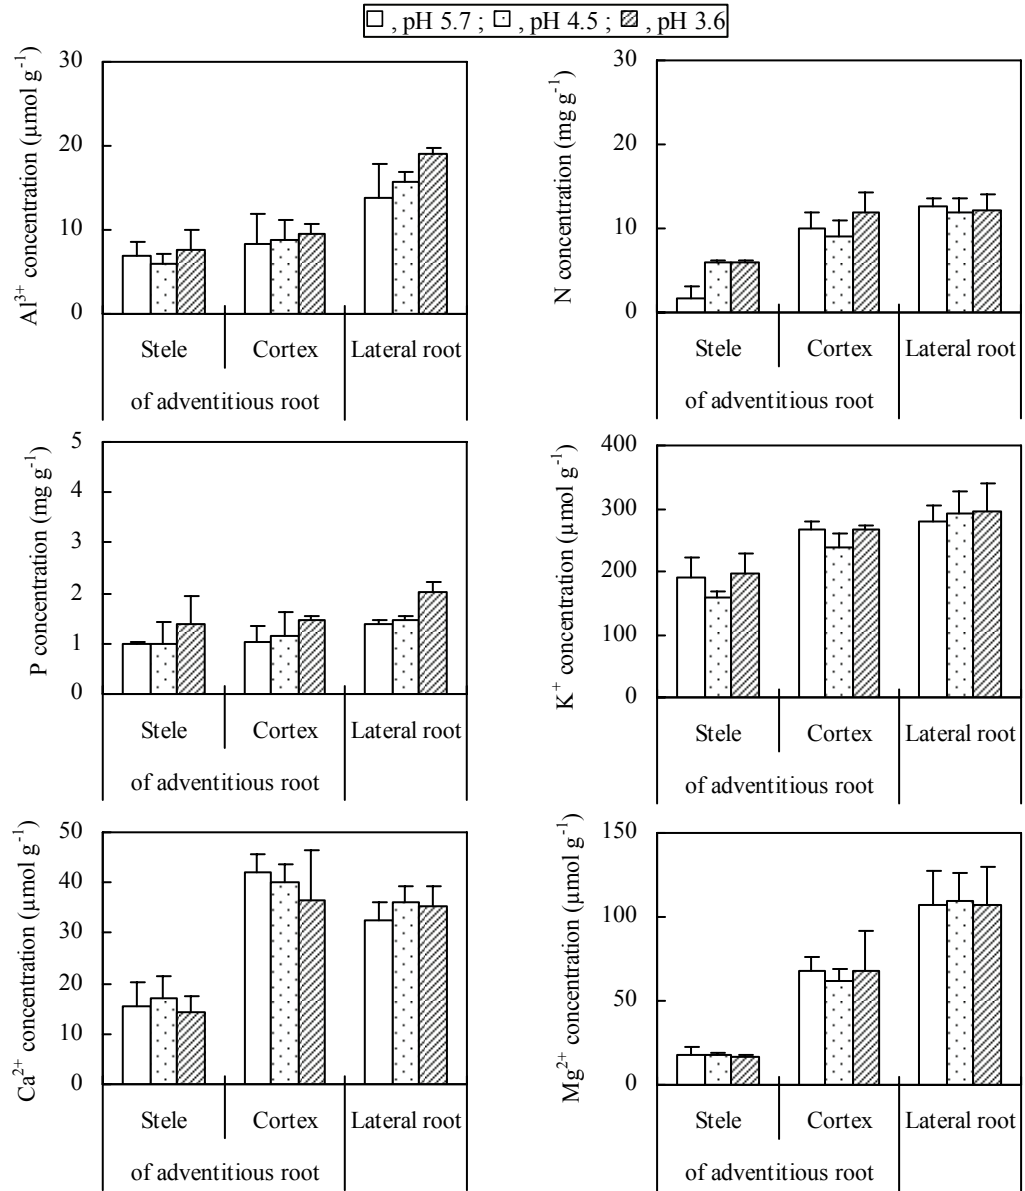 , pH 5.7 ; , pH 4.5 ; , pH 3.6
Al³⁺ concentration (µmol g⁻¹)
30
20
10
0
Stele
Cortex
Lateral root
of adventitious root
N concentration (mg g⁻¹)
30
20
10
0
Stele
Cortex
Lateral root
of adventitious root
P concentration (mg g⁻¹)
5
4
3
2
1
0
Stele
Cortex
Lateral root
of adventitious root
K⁺ concentration (µmol g⁻¹)
400
300
200
100
0
Stele
Cortex
Lateral root
of adventitious root
Ca²⁺ concentration (µmol g⁻¹)
50
40
30
20
10
0
Stele
Cortex
Lateral root
of adventitious root
Mg²⁺ concentration (µmol g⁻¹)
150
100
50
0
Stele
Cortex
Lateral root
of adventitious root